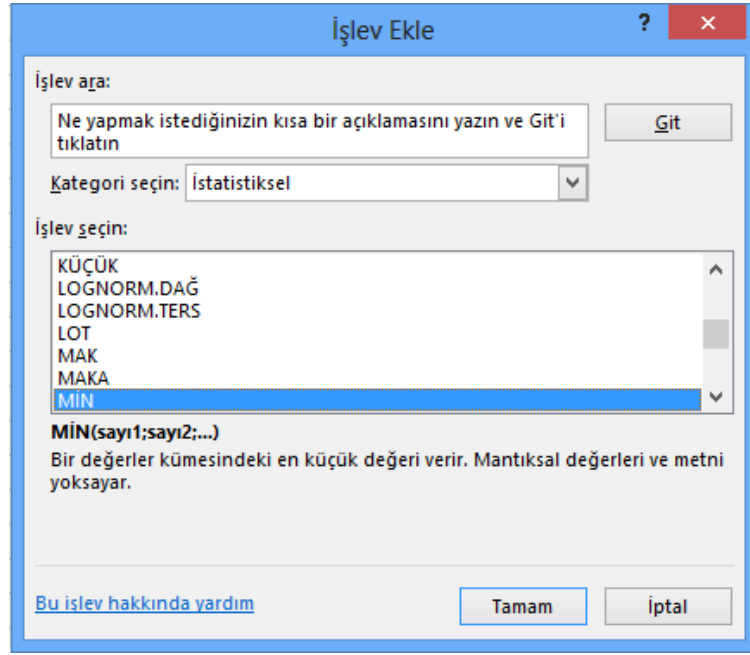 İşlev Ekle
?
×
İşlev ara:
Ne yapmak istediğinizin kısa bir açıklamasını yazın ve Git'i
tıklatın
Git
Kategori seçin: İstatistiksel
İşlev seçin:
KÜÇÜK
LOGNORM.DAĞ
LOGNORM.TERS
LOT
MAK
MAKA
MİN
MİN(sayı1;sayı2;...)
Bir değerler kümesindeki en küçük değeri verir. Mantıksal değerleri ve metni
yoksayar.
Bu işlev hakkında yardım
Tamam
İptal